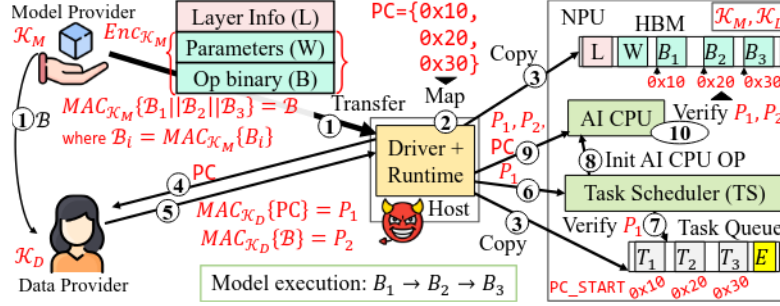 Model Provider
𝒦_M
Enc_{𝒦_M}
Layer Info (L)
Parameters (W)
Op binary (B)
MAC_{𝒦_M}{ℬ_1||ℬ_2||ℬ_3} = ℬ
where ℬ_i = MAC_{𝒦_M}{B_i}
1 ℬ
Transfer
1
PC={0x10,
0x20,
0x30}
Map
2
Copy
3
Driver +
Runtime
Host
PC
4
5
MAC_{𝒦_D}{PC} = P_1
MAC_{𝒦_D}{ℬ} = P_2
𝒦_D
Data Provider
Model execution: B_1 → B_2 → B_3
P_1, P_2,
PC
9
P_1
6
3
Copy
NPU
HBM
𝒦_M, 𝒦_D
L W B_1 B_2 B_3
0x10 0x20 0x30
Verify P_1, P_2
AI CPU
10
8 Init AI CPU OP
Task Scheduler (TS)
Verify P_1 7 Task Queue
T_1 T_2 T_3 E
PC_START 0x10 0x20 0x30